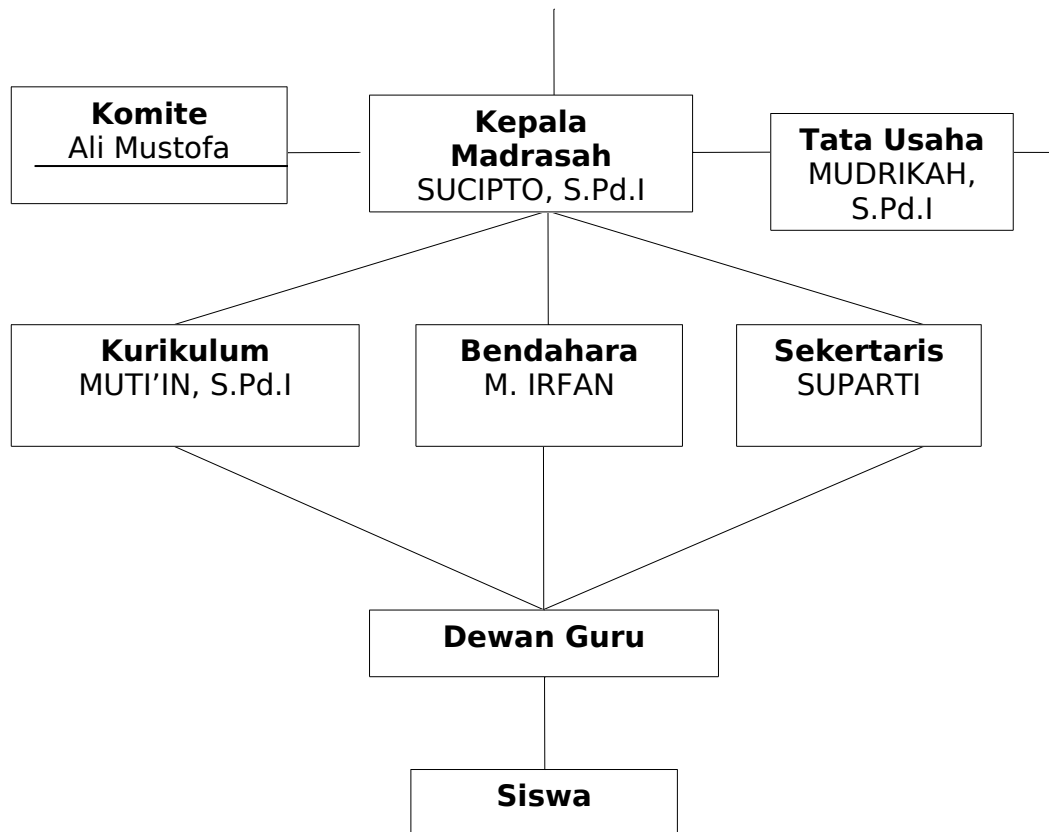 Komite
Ali Mustofa
Kepala
Madrasah
SUCIPTO, S.Pd.I
Tata Usaha
MUDRIKAH,
S.Pd.I
Kurikulum
MUTI’IN, S.Pd.I
Bendahara
M. IRFAN
Sekertaris
SUPARTI
Dewan Guru
Siswa